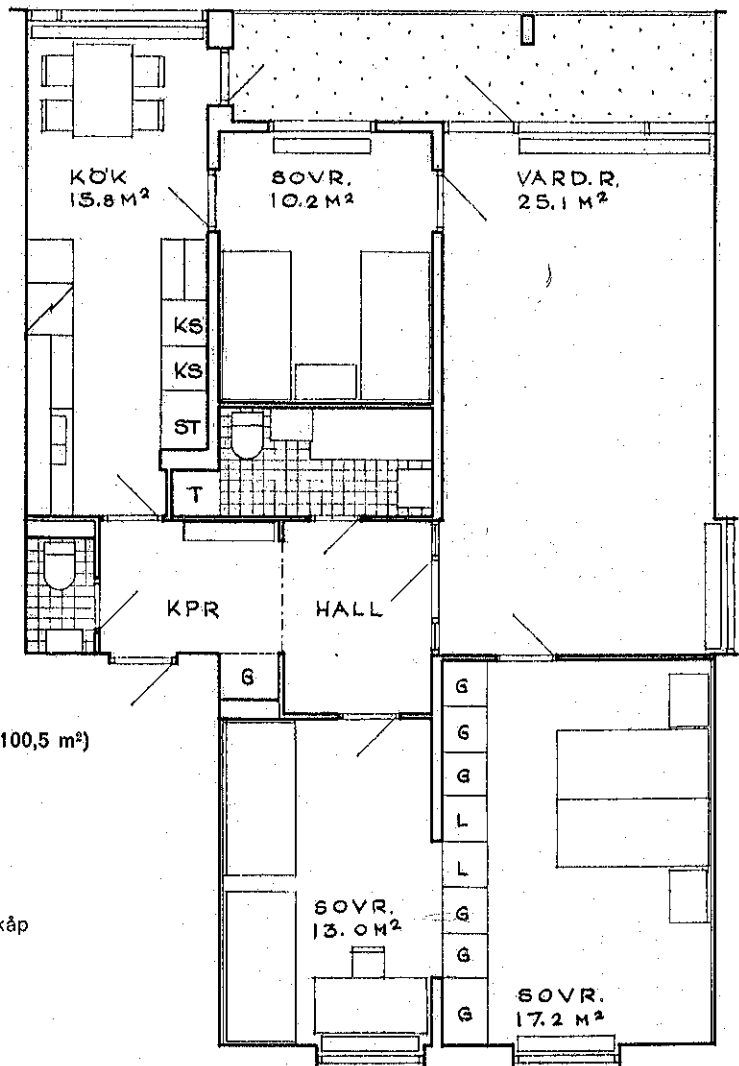 KÖK
15.8 M²
SOVR.
10.2 M²
VARD. R.
25.1 M²
KS
KS
ST
T
KPR
HALL
G
100,5 m²)
G
G
G
L
L
G
G
G
kåp
SOVR.
13.0 M²
SOVR.
17.2 M²